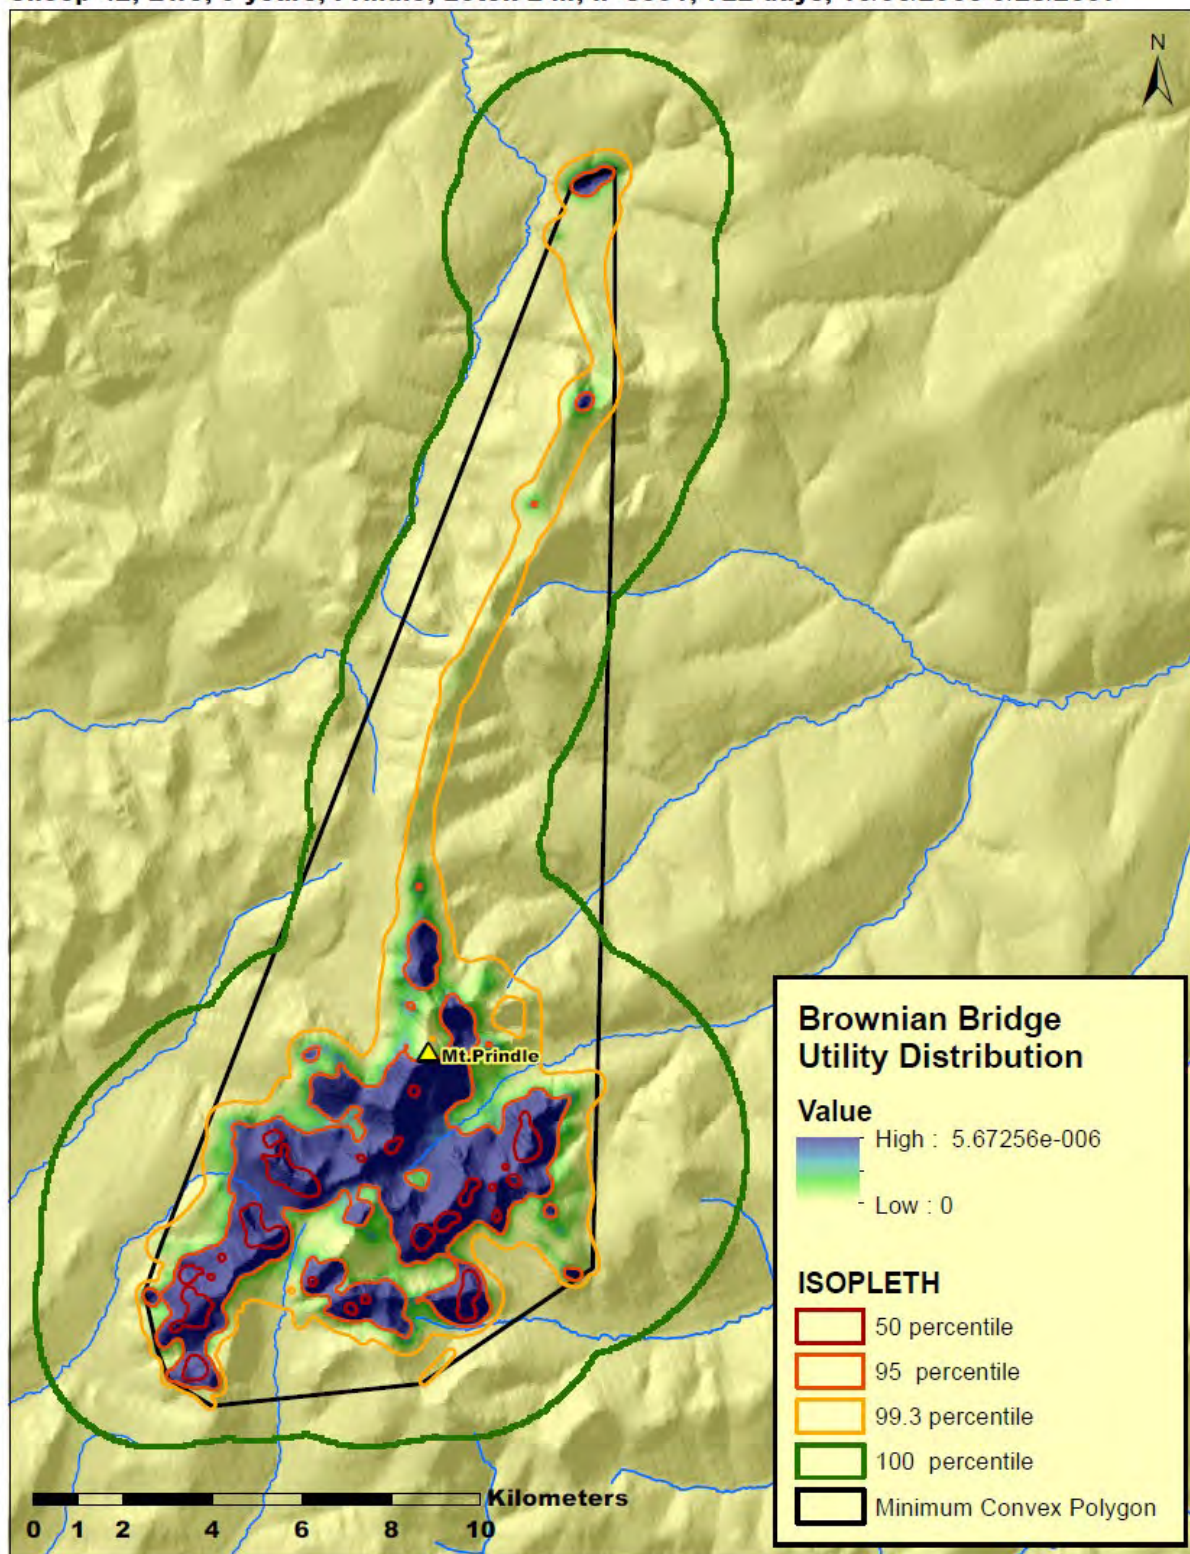 N
Mt.Prindle
Brownian Bridge
Utility Distribution
Value
High : 5.67256e-006
Low : 0
ISOPLETH
50 percentile
95 percentile
99.3 percentile
100 percentile
Minimum Convex Polygon
Kilometers
0 1 2 4 6 8 10